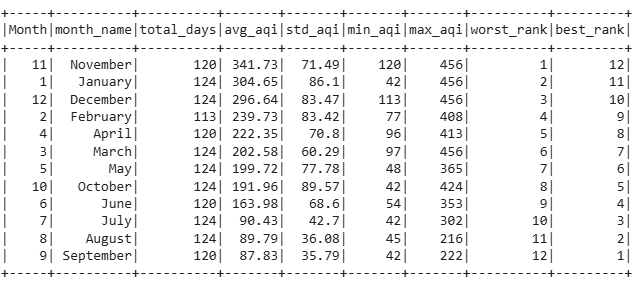 +-----+----------+----------+-------+-------+-------+-------+----------+---------+
|Month|month_name|total_days|avg_aqi|std_aqi|min_aqi|max_aqi|worst_rank|best_rank|
+-----+----------+----------+-------+-------+-------+-------+----------+---------+
|   11|  November|       120| 341.73|  71.49|    120|    456|         1|       12|
|    1|   January|       124| 304.65|   86.1|     42|    456|         2|       11|
|   12|  December|       124| 296.64|  83.47|    113|    456|         3|       10|
|    2|  February|       113| 239.73|  83.42|     77|    408|         4|        9|
|    4|     April|       120| 222.35|   70.8|     96|    413|         5|        8|
|    3|     March|       124| 202.58|  60.29|     97|    456|         6|        7|
|    5|       May|       124| 199.72|  77.78|     48|    365|         7|        6|
|   10|   October|       124| 191.96|  89.57|     42|    424|         8|        5|
|    6|      June|       120| 163.98|   68.6|     54|    353|         9|        4|
|    7|      July|       124|  90.43|   42.7|     42|    302|        10|        3|
|    8|    August|       124|  89.79|  36.08|     45|    216|        11|        2|
|    9| September|       120|  87.83|  35.79|     42|    222|        12|        1|
+-----+----------+----------+-------+-------+-------+-------+----------+---------+